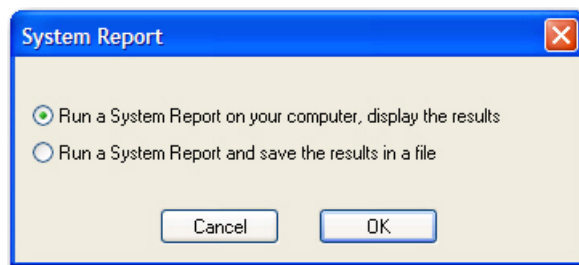 System Report
Run a System Report on your computer, display the results
Run a System Report and save the results in a file
Cancel OK